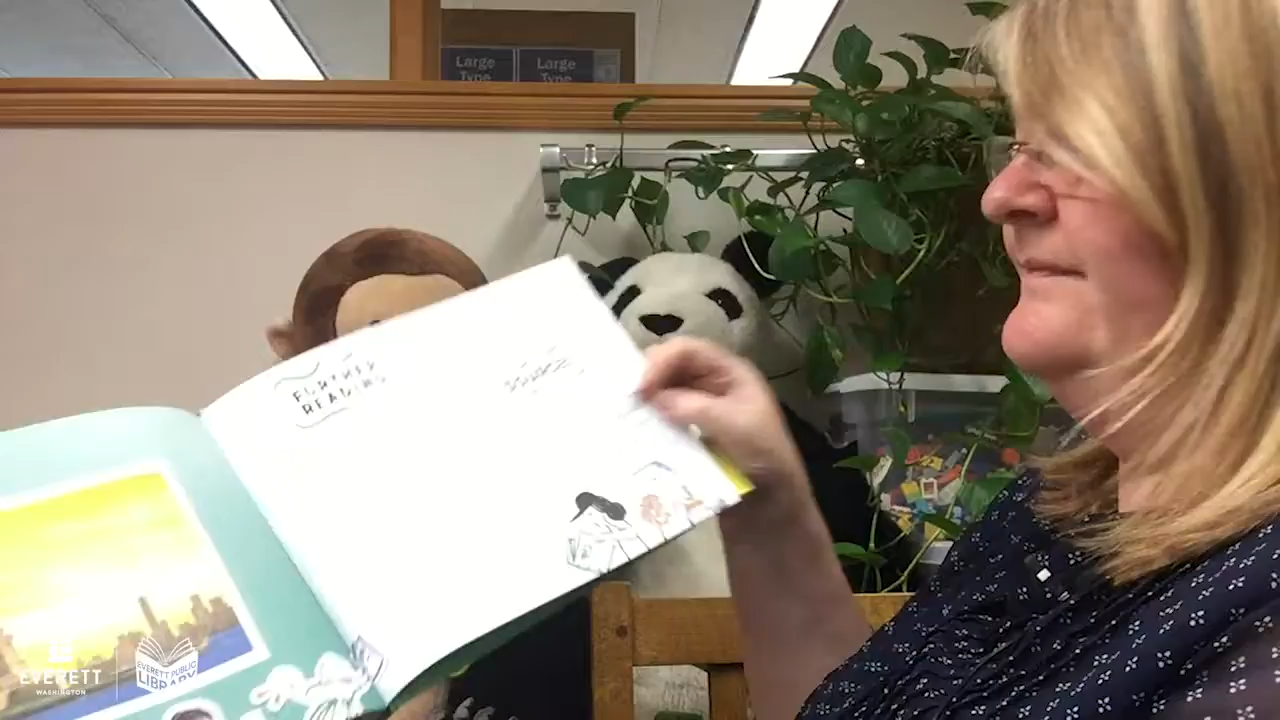 Large
Type
Large
Type
FURTHER
READING
EVERETT
WASHINGTON
EVERETT PUBLIC
LIBRARY